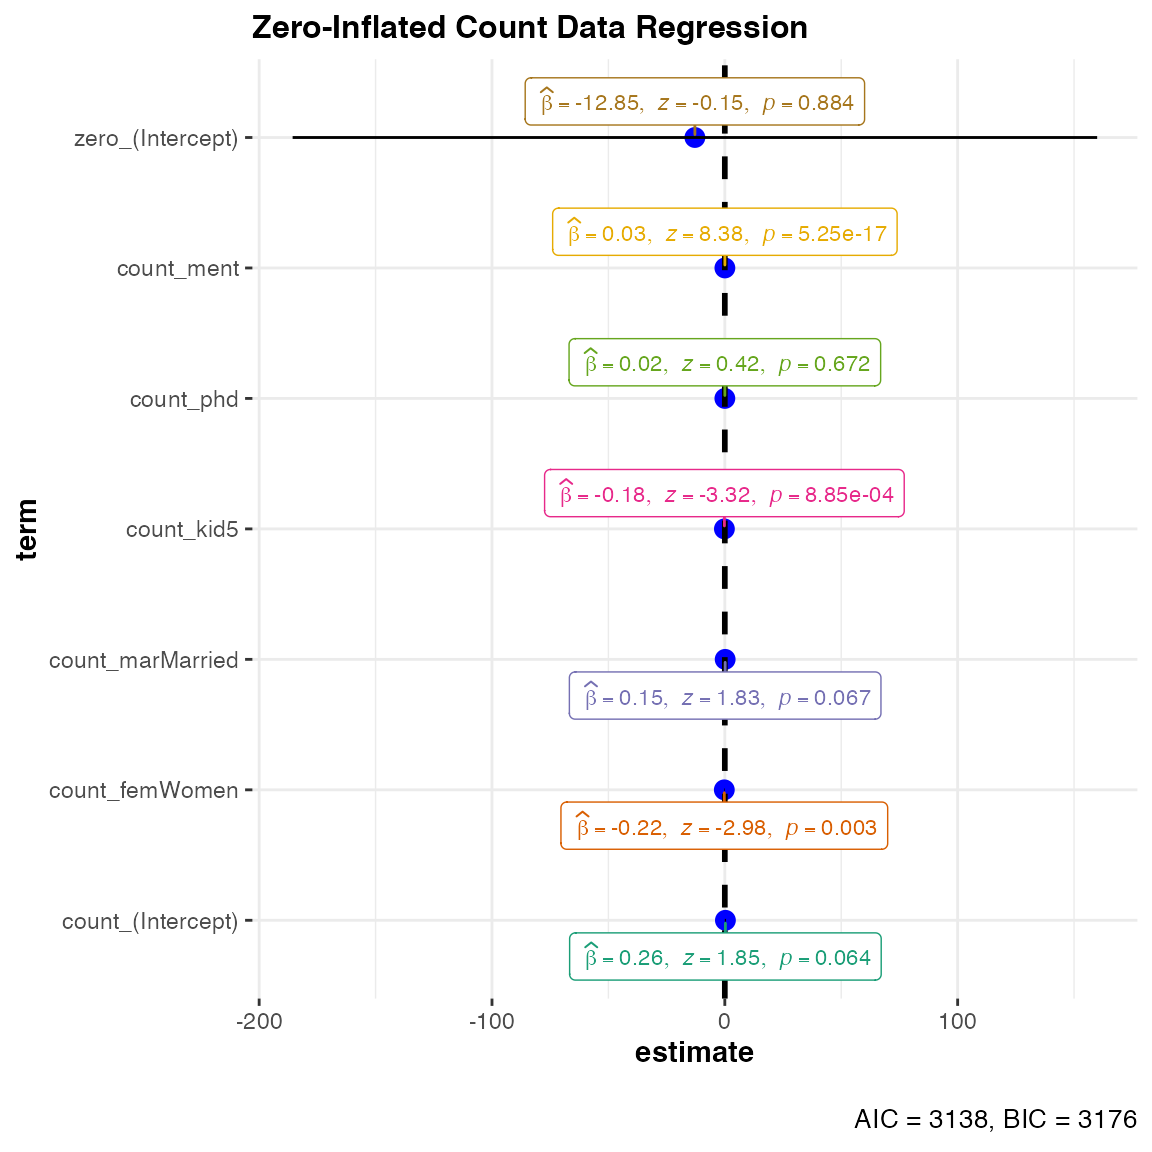 Zero-Inflated Count Data Regression
β̂ = -12.85, z = -0.15, p = 0.884
zero_(Intercept)
β̂ = 0.03, z = 8.38, p = 5.25e-17
count_ment
β̂ = 0.02, z = 0.42, p = 0.672
count_phd
β̂ = -0.18, z = -3.32, p = 8.85e-04
count_kid5
term
count_marMarried
β̂ = 0.15, z = 1.83, p = 0.067
count_femWomen
β̂ = -0.22, z = -2.98, p = 0.003
count_(Intercept)
β̂ = 0.26, z = 1.85, p = 0.064
-200 -100 0 100
estimate
AIC = 3138, BIC = 3176